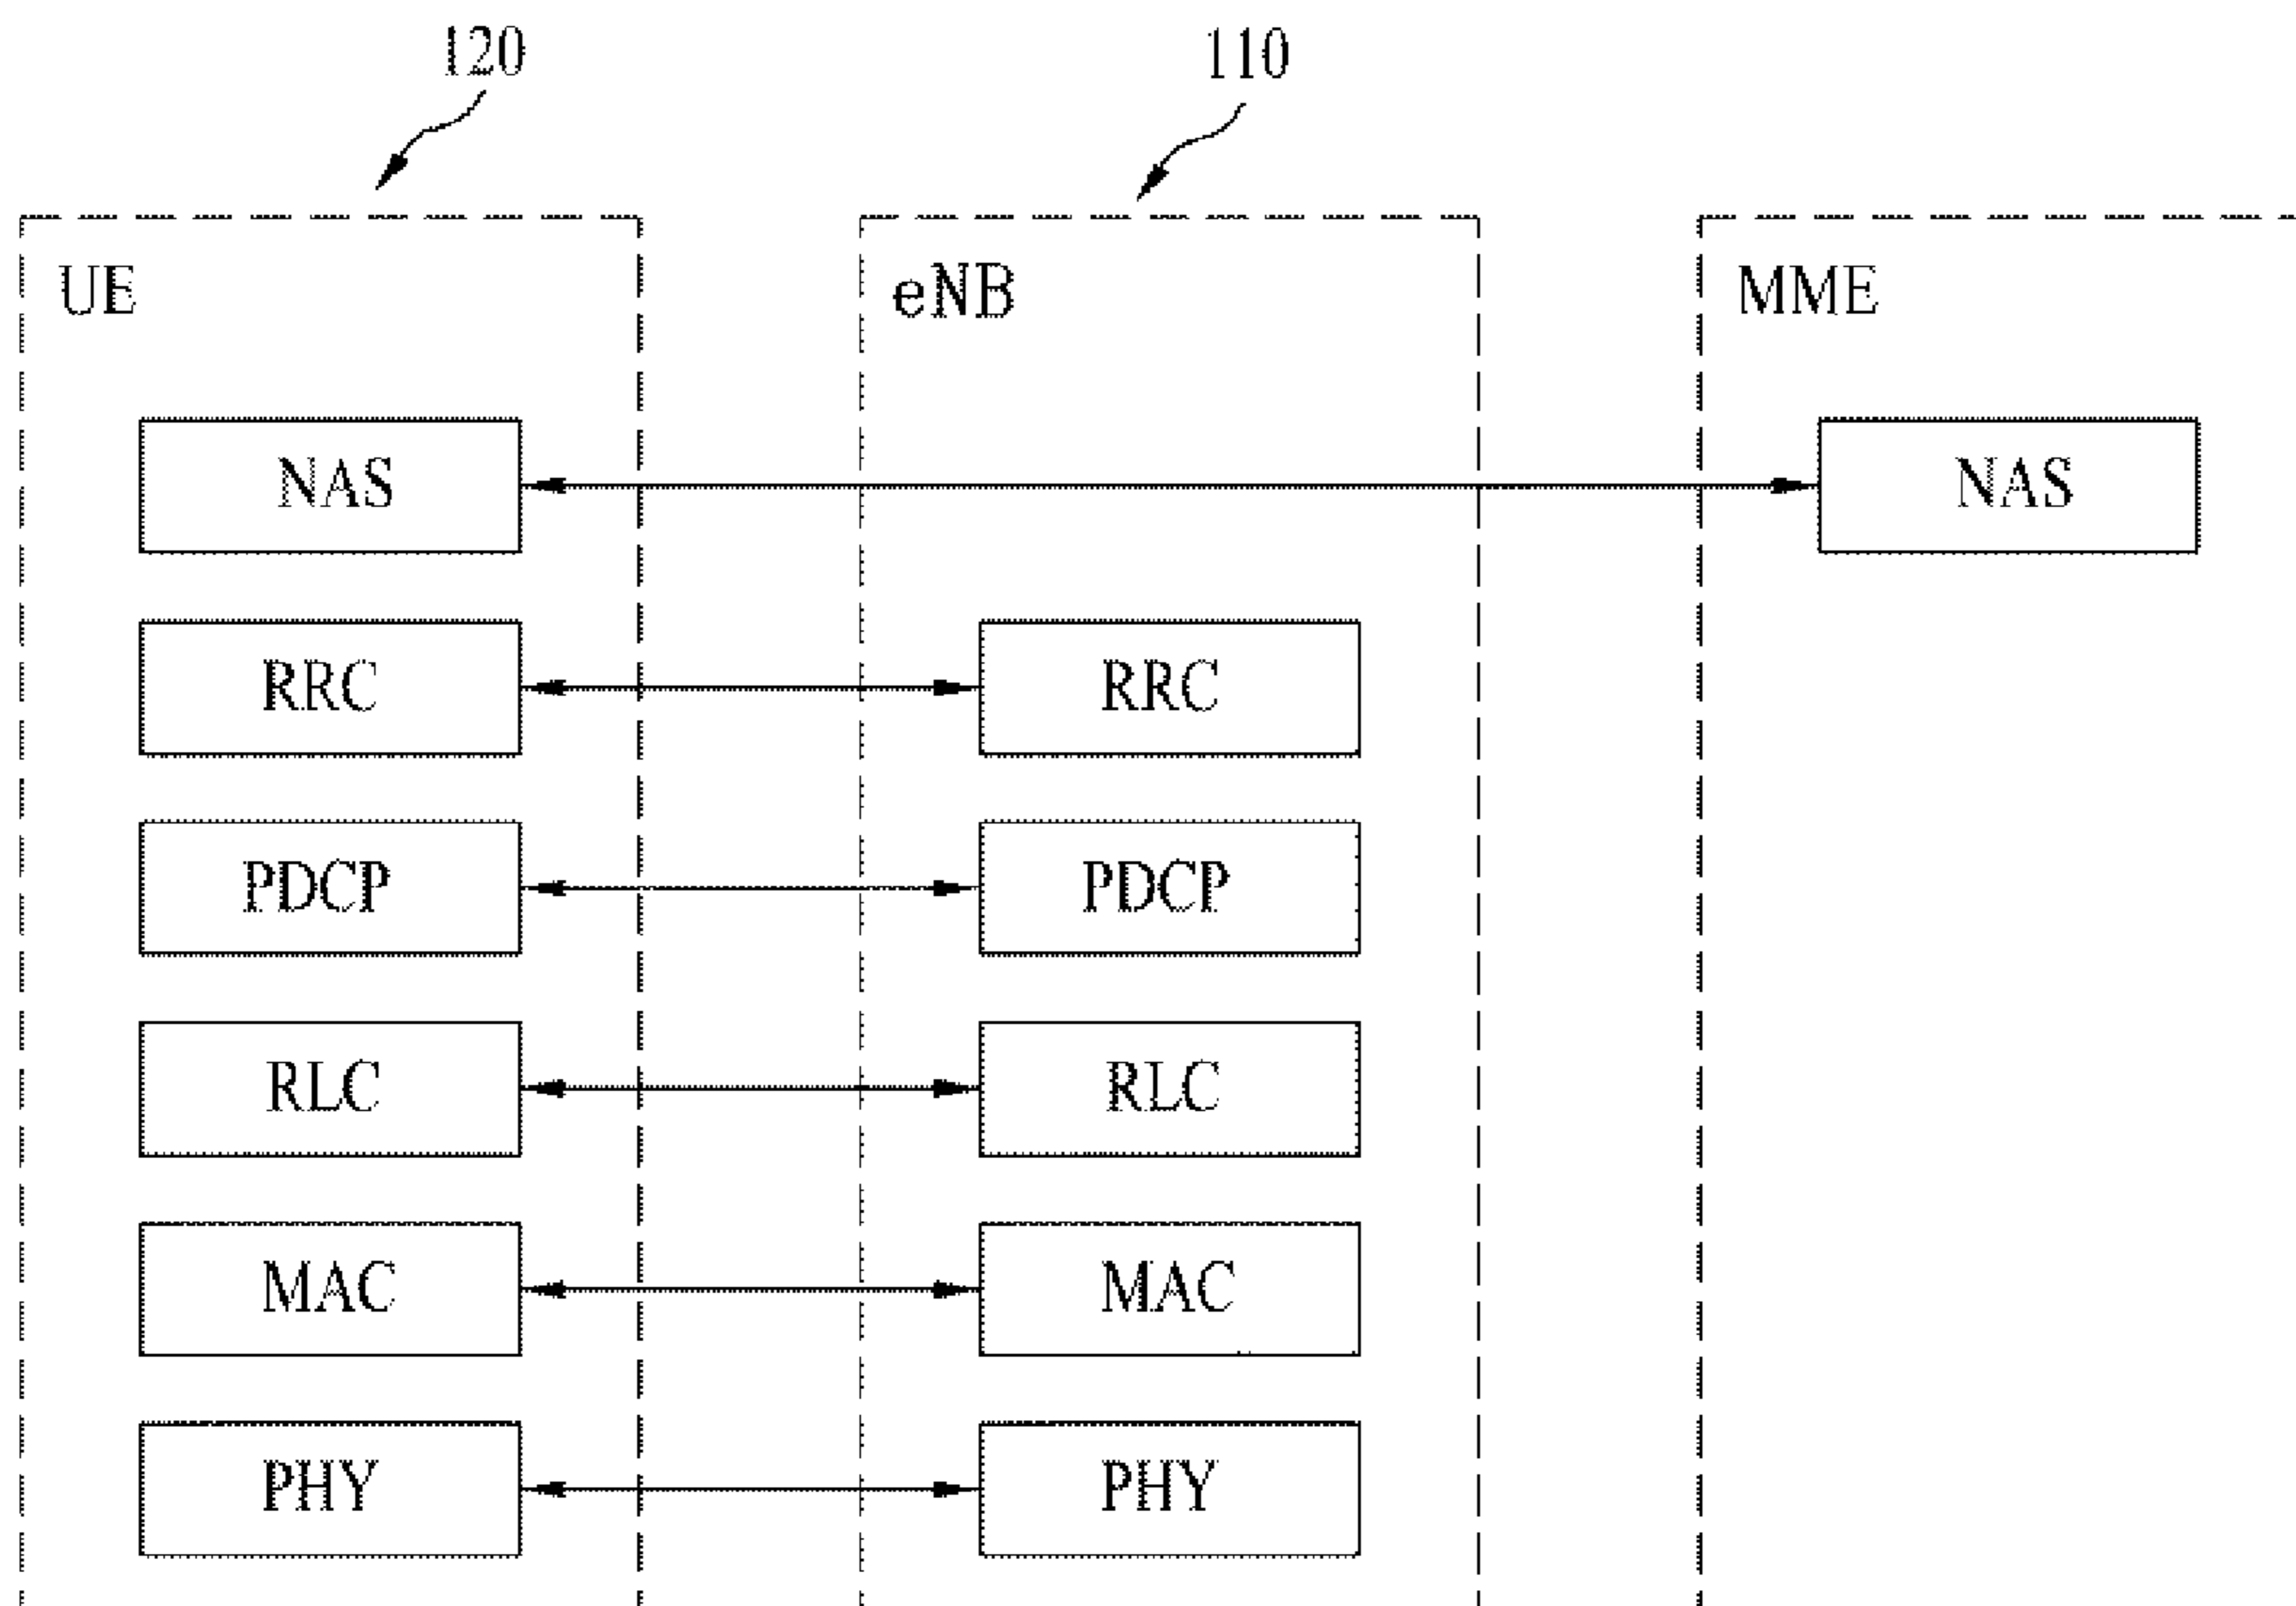 120 110
UE eNB MME
NAS NAS
RRC RRC
PDCP PDCP
RLC RLC
MAC MAC
PHY PHY